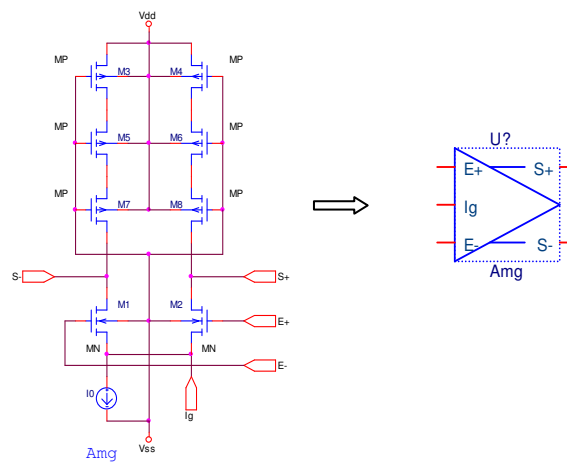 Vdd
MP
M3
M4
MP
MP
M5
M6
MP
MP
M7
M8
MP
S-
S+
M1
M2
E+
MN
MN
E-
I0
Ig
Amg
Vss
U?
E+
S+
Ig
E-
S-
Amg